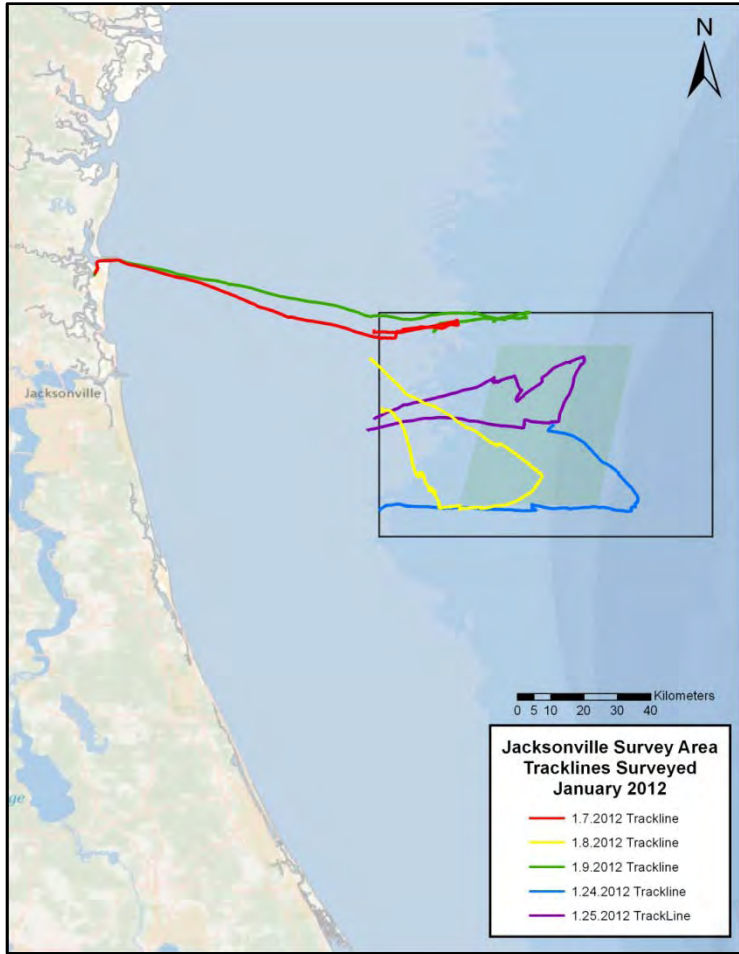 N
Jacksonville
ge
Kilometers
0 5 10 20 30 40
Jacksonville Survey Area
Tracklines Surveyed
January 2012
1.7.2012 Trackline
1.8.2012 Trackline
1.9.2012 Trackline
1.24.2012 Trackline
1.25.2012 TrackLine